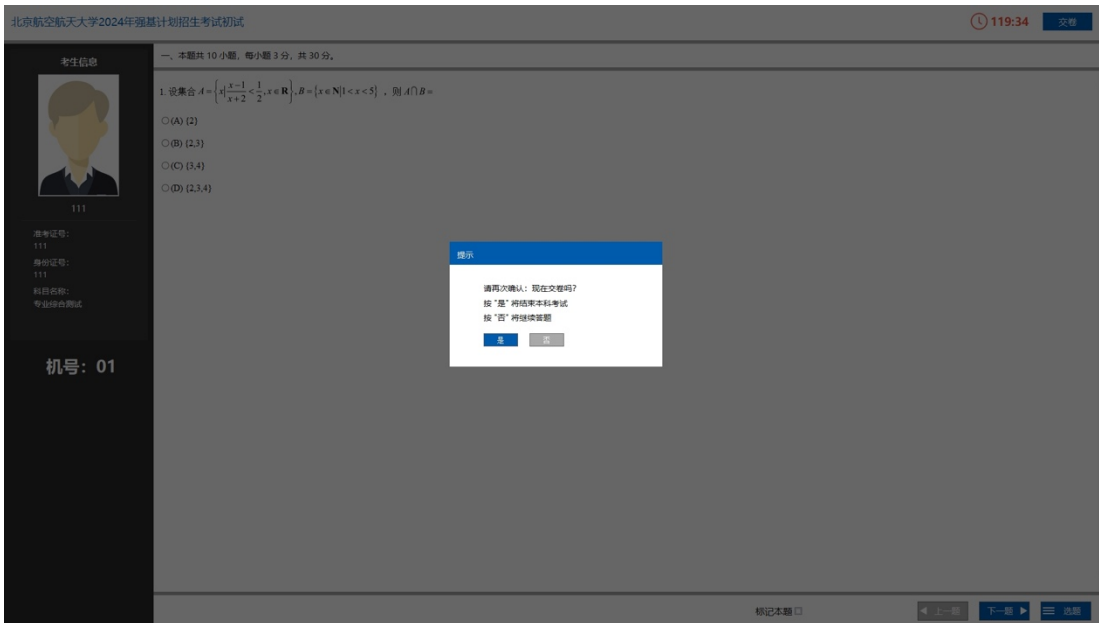 北京航空航天大学2024年强基计划招生考试初试
119:34
交卷
考生信息
111
准考证号:
111
身份证号:
111
科目名称:
专业综合测试
机号: 01
一、本题共 10 小题, 每小题 3 分, 共 30 分。
1. 设集合 A={x|(x−1)/(x+2)<1/2,x∈R},B={x∈N|1<x<5} ,则 A∩B=
(A) {2}
(B) {2,3}
(C) {3,4}
(D) {2,3,4}
提示
请再次确认: 现在交卷吗?
按 "是" 将结束本科考试
按 "否" 将继续答题
是
否
标记本题
上一题
下一题
选题